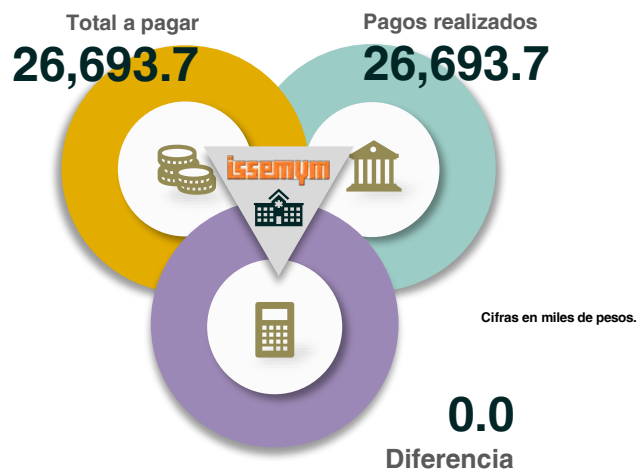 Total a pagar
26,693.7
Pagos realizados
26,693.7
issemym
Cifras en miles de pesos.
0.0
Diferencia